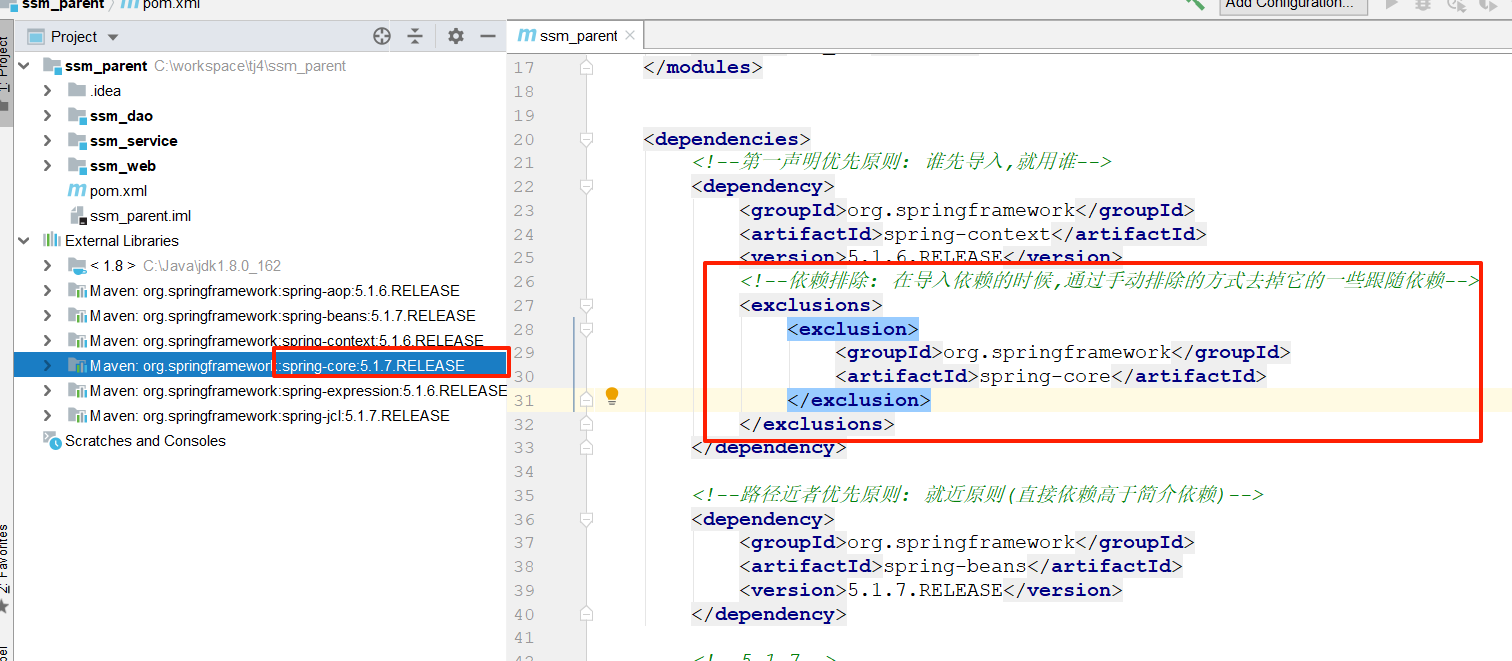 ssm_parent 〉 m pom.xml
Add Configuration...
Project
1: Project
m ssm_parent
ssm_parent C:\workspace\tj4\ssm_parent
.idea
ssm_dao
ssm_service
ssm_web
m pom.xml
ssm_parent.iml
External Libraries
< 1.8 > C:\Java\jdk1.8.0_162
Maven: org.springframework:spring-aop:5.1.6.RELEASE
Maven: org.springframework:spring-beans:5.1.7.RELEASE
Maven: org.springframework:spring-context:5.1.6.RELEASE
Maven: org.springframework:spring-core:5.1.7.RELEASE
Maven: org.springframework:spring-expression:5.1.6.RELEASE
Maven: org.springframework:spring-jcl:5.1.7.RELEASE
Scratches and Consoles
2: Favorites
17 </modules>
18
19
20 <dependencies>
21 <!--第一声明优先原则: 谁先导入,就用谁-->
22 <dependency>
23 <groupId>org.springframework</groupId>
24 <artifactId>spring-context</artifactId>
25 <version>5.1.6.RELEASE</version>
26 <!--依赖排除: 在导入依赖的时候,通过手动排除的方式去掉它的一些跟随依赖-->
27 <exclusions>
28 <exclusion>
29 <groupId>org.springframework</groupId>
30 <artifactId>spring-core</artifactId>
31 </exclusion>
32 </exclusions>
33 </dependency>
34
35 <!--路径近者优先原则: 就近原则(直接依赖高于简介依赖)-->
36 <dependency>
37 <groupId>org.springframework</groupId>
38 <artifactId>spring-beans</artifactId>
39 <version>5.1.7.RELEASE</version>
40 </dependency>
41